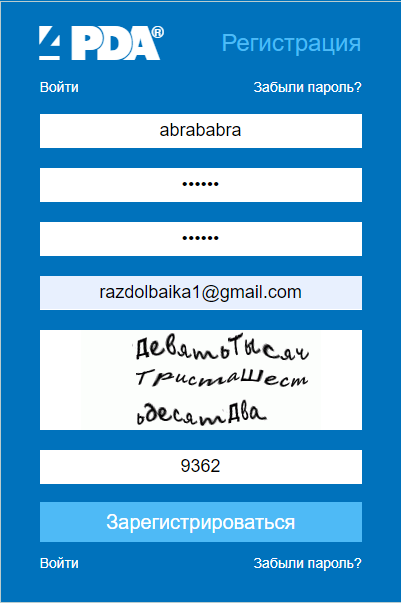 4PDA®
Регистрация
Войти
Забыли пароль?
abrababra
••••••
••••••
razdolbaika1@gmail.com
ДевятьТысяч
ТристаШест
ьдесятДва
9362
Зарегистрироваться
Войти
Забыли пароль?